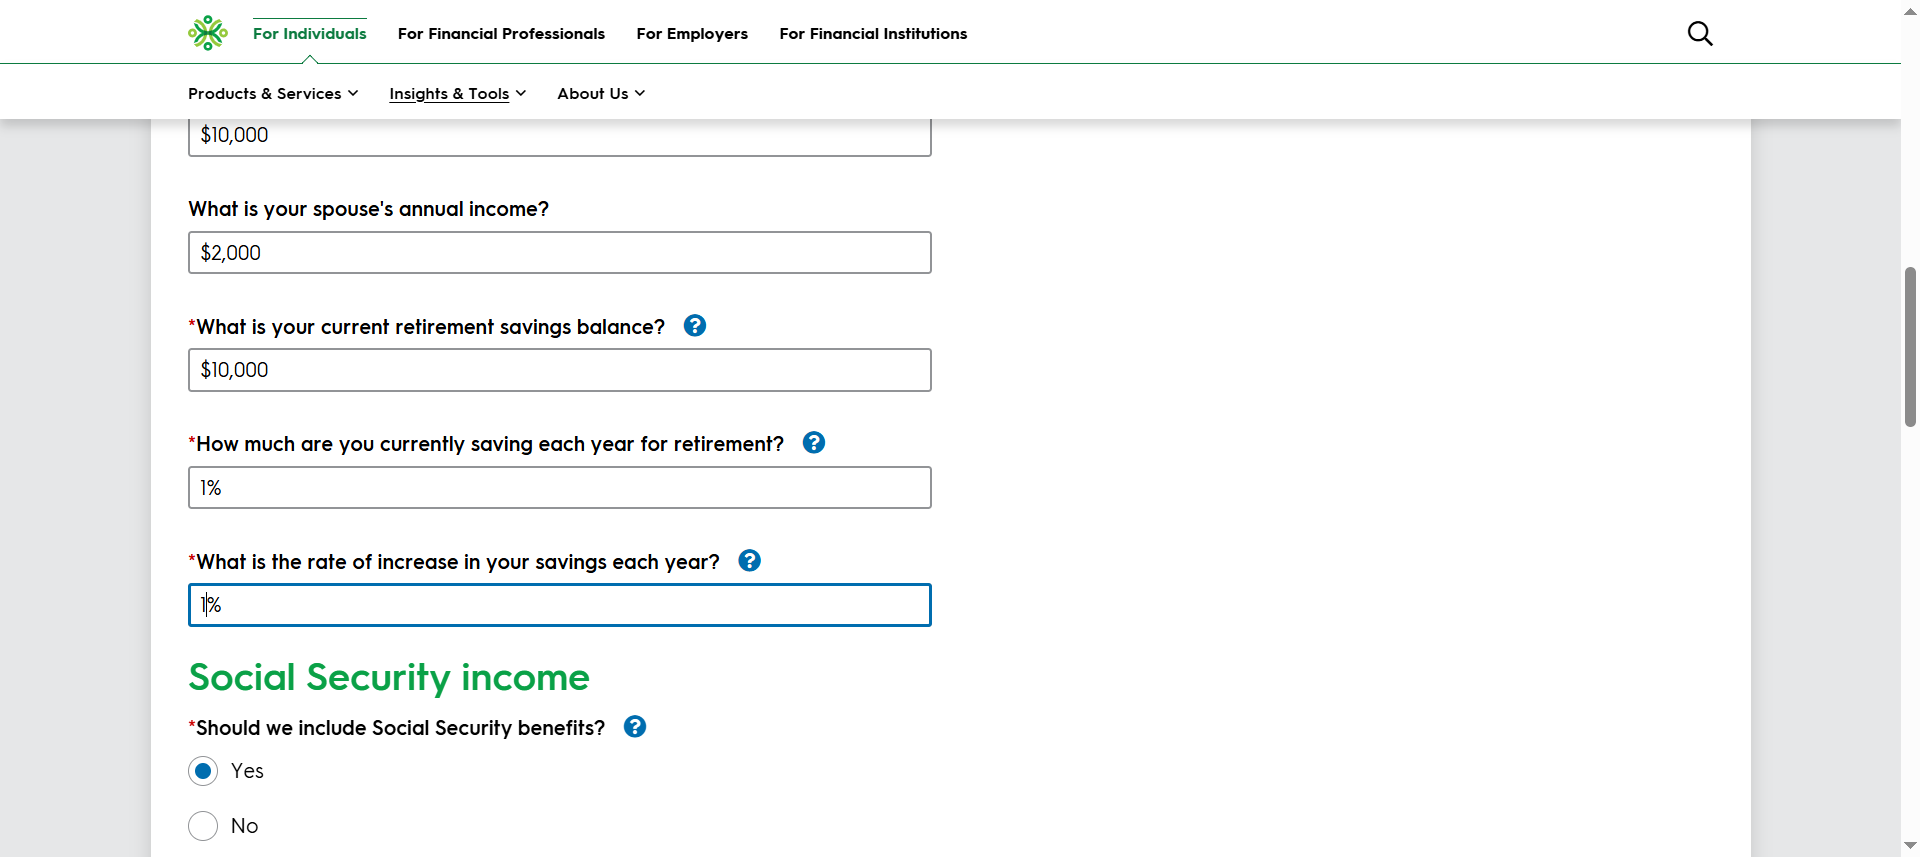 For Individuals For Financial Professionals For Employers For Financial Institutions
Products & Services Insights & Tools About Us
$10,000
What is your spouse's annual income?
$2,000
*What is your current retirement savings balance? ?
$10,000
*How much are you currently saving each year for retirement? ?
1%
*What is the rate of increase in your savings each year? ?
1%
Social Security income
*Should we include Social Security benefits? ?
Yes
No